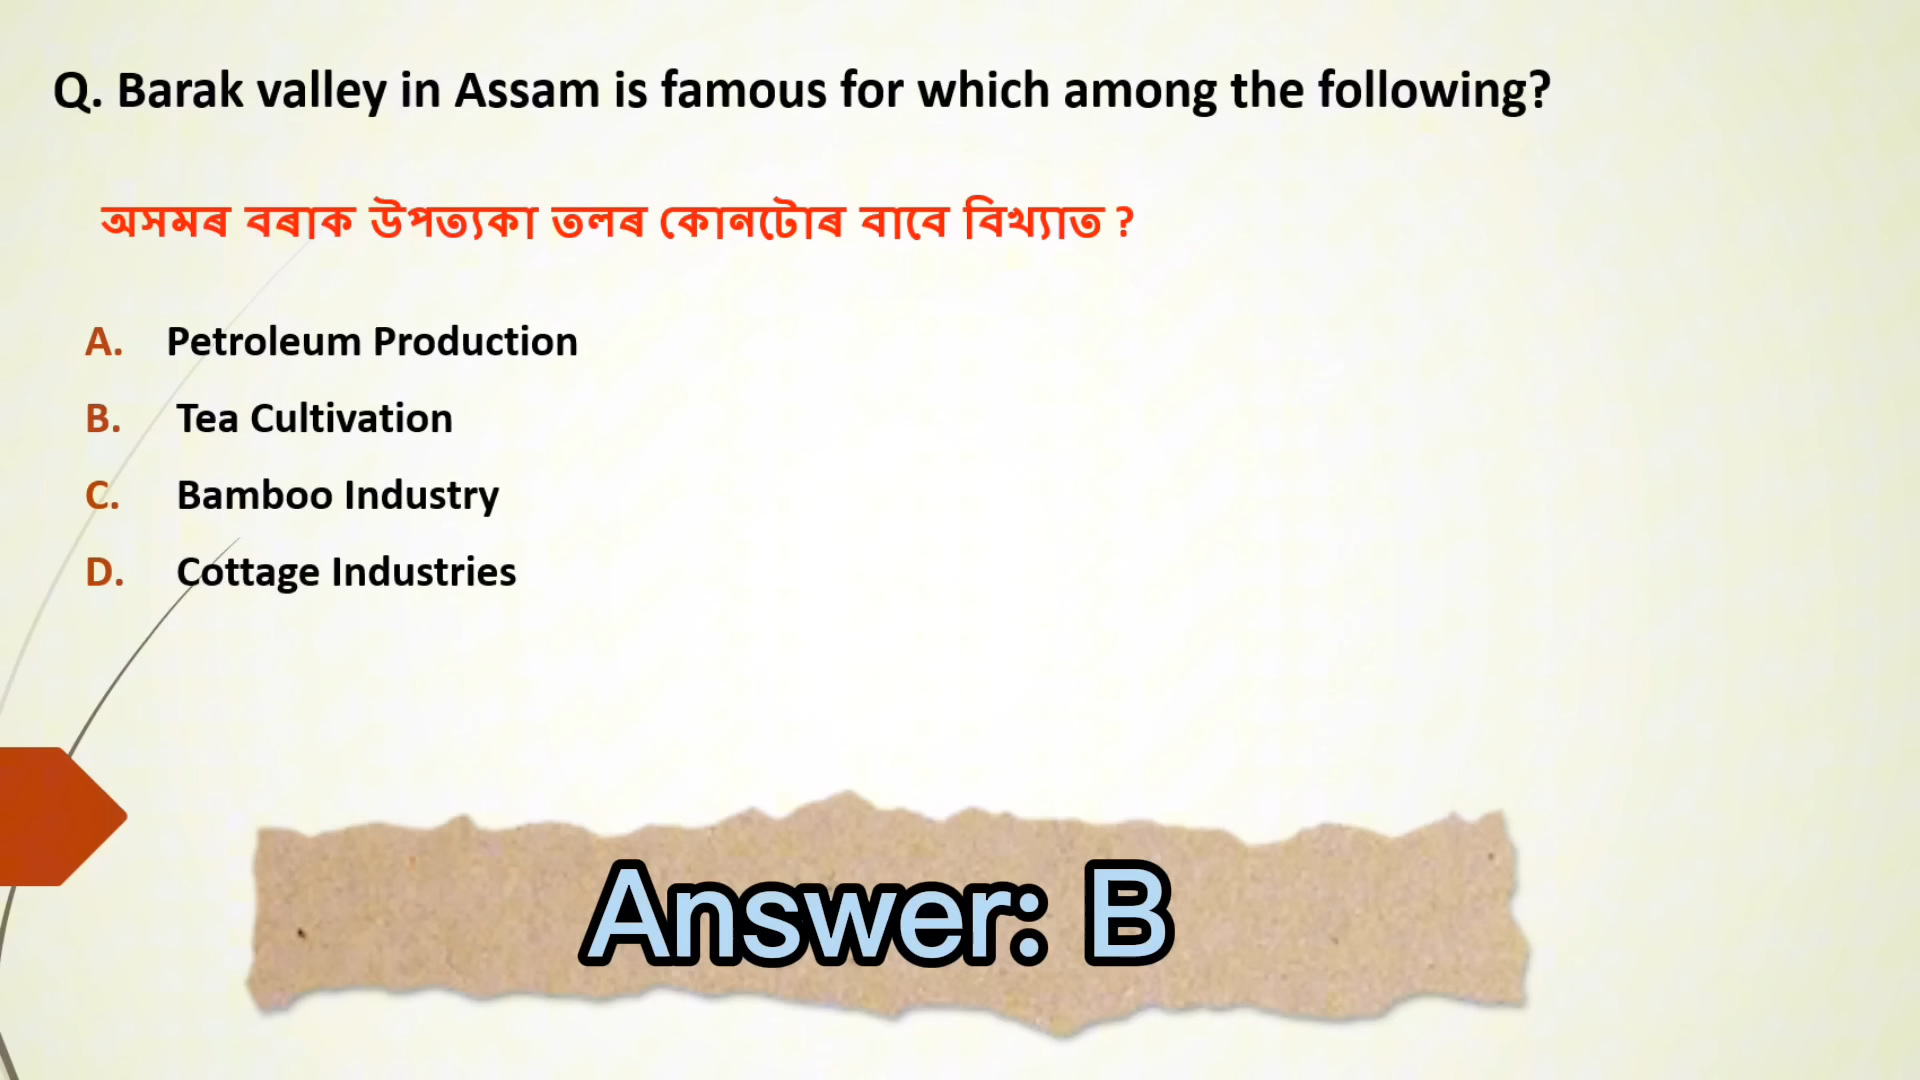 Q. Barak valley in Assam is famous for which among the following?
অসমৰ বৰাক উপত্যকা তলৰ কোনটোৰ বাবে বিখ্যাত ?
A. Petroleum Production
B. Tea Cultivation
C. Bamboo Industry
D. Cottage Industries
Answer: B